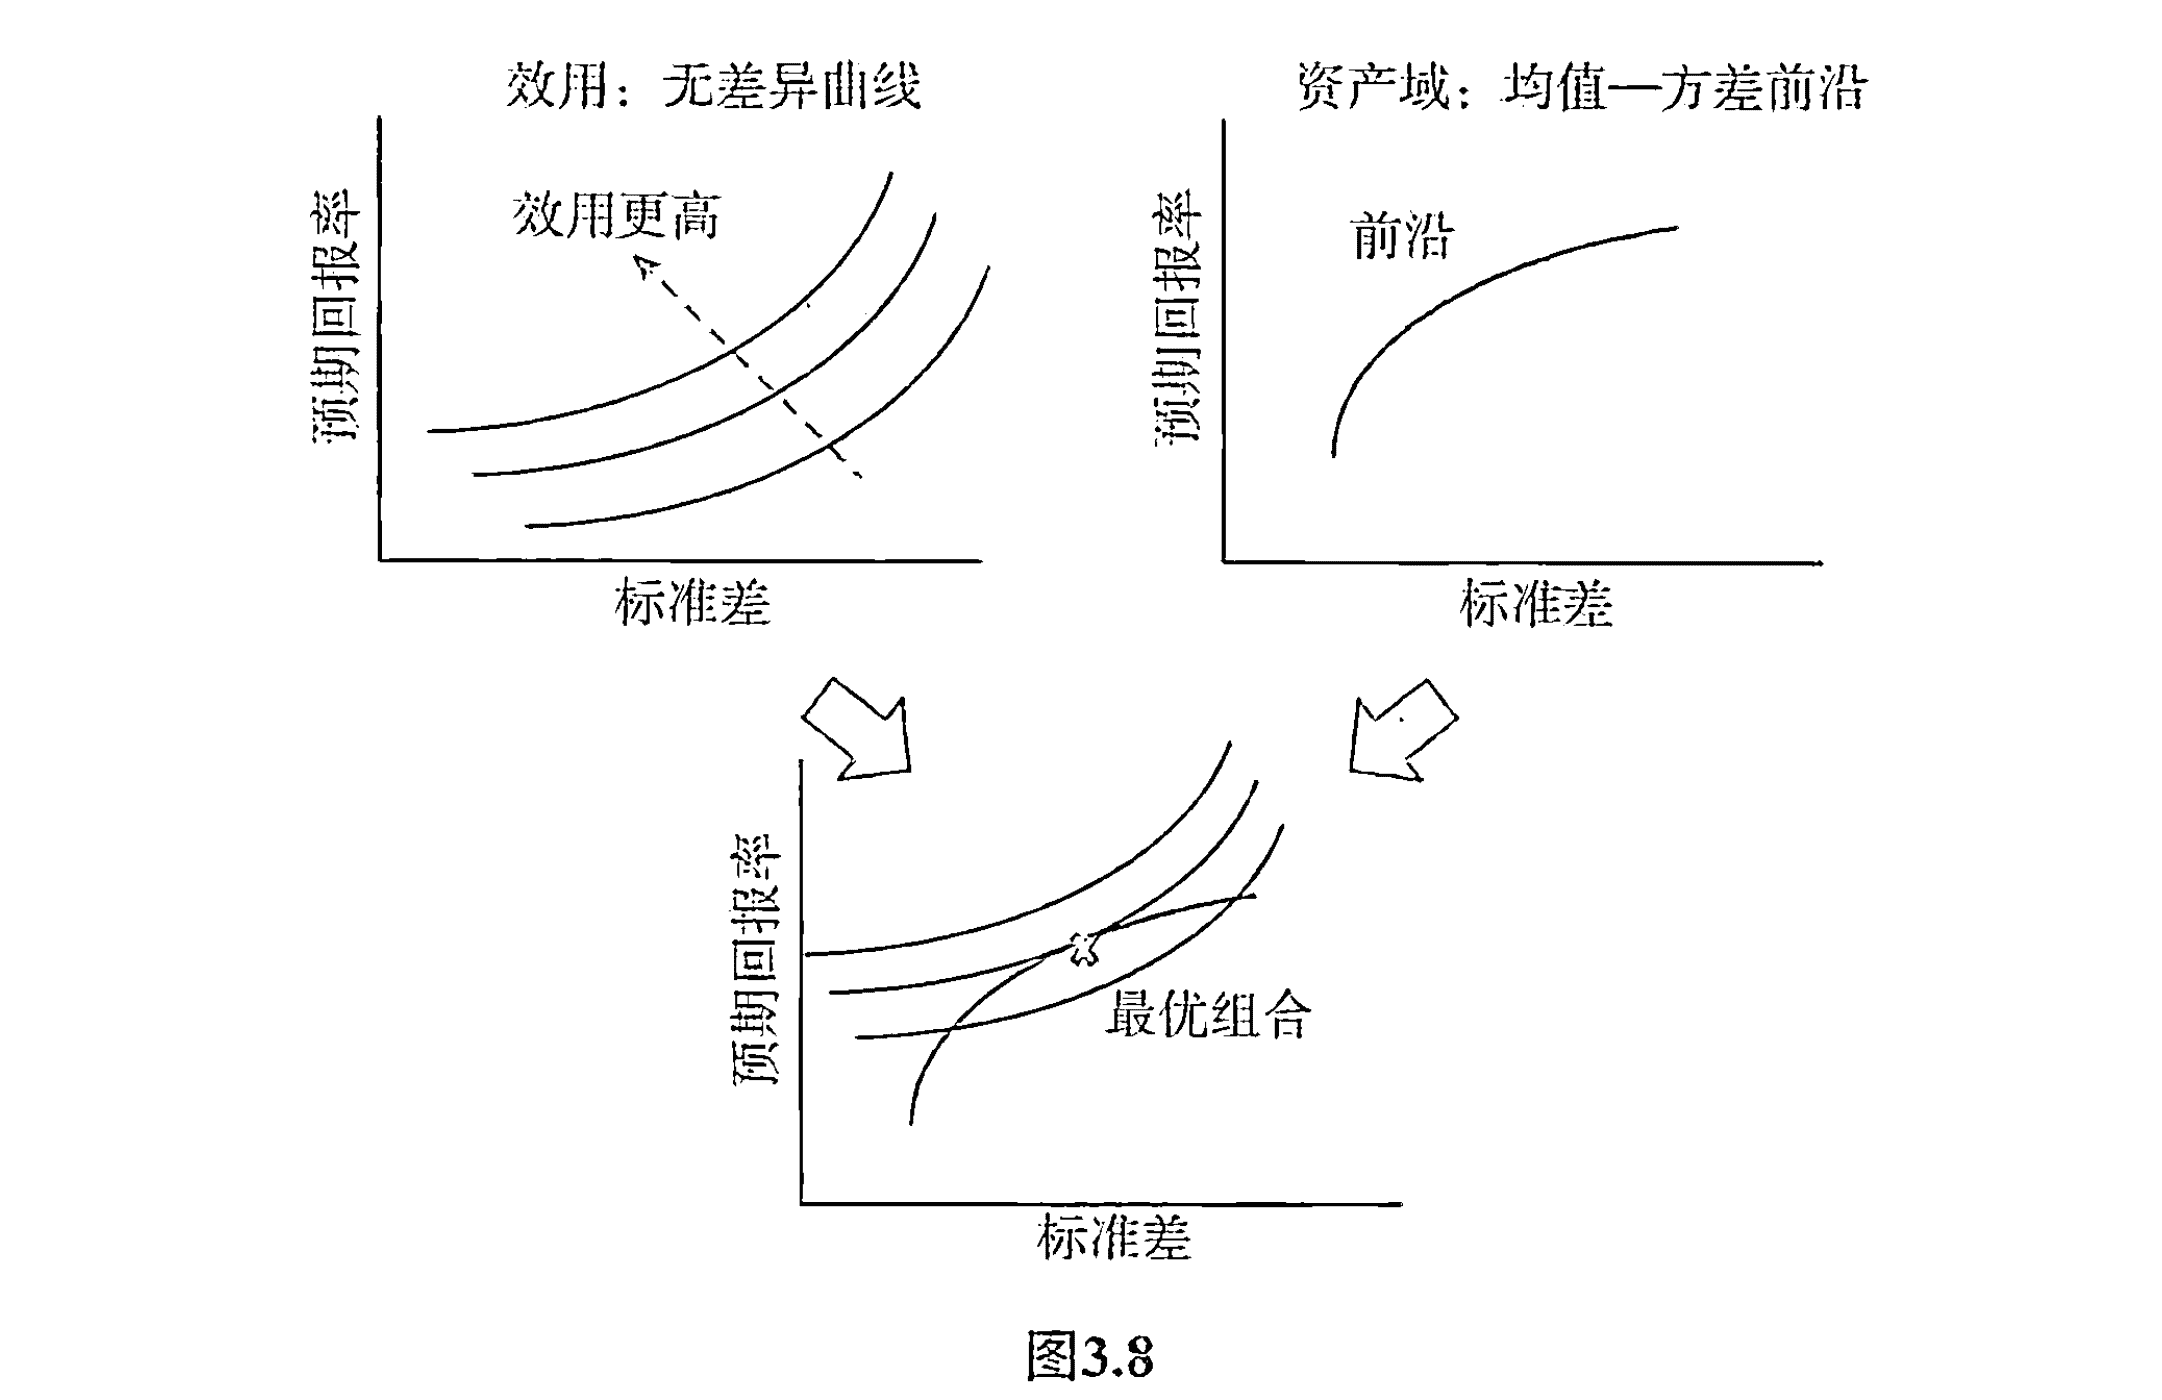 效用：无差异曲线
资产域：均值—方差前沿
效用更高
预期回报率
标准差
前沿
预期回报率
标准差
预期回报率
最优组合
标准差
图3.8